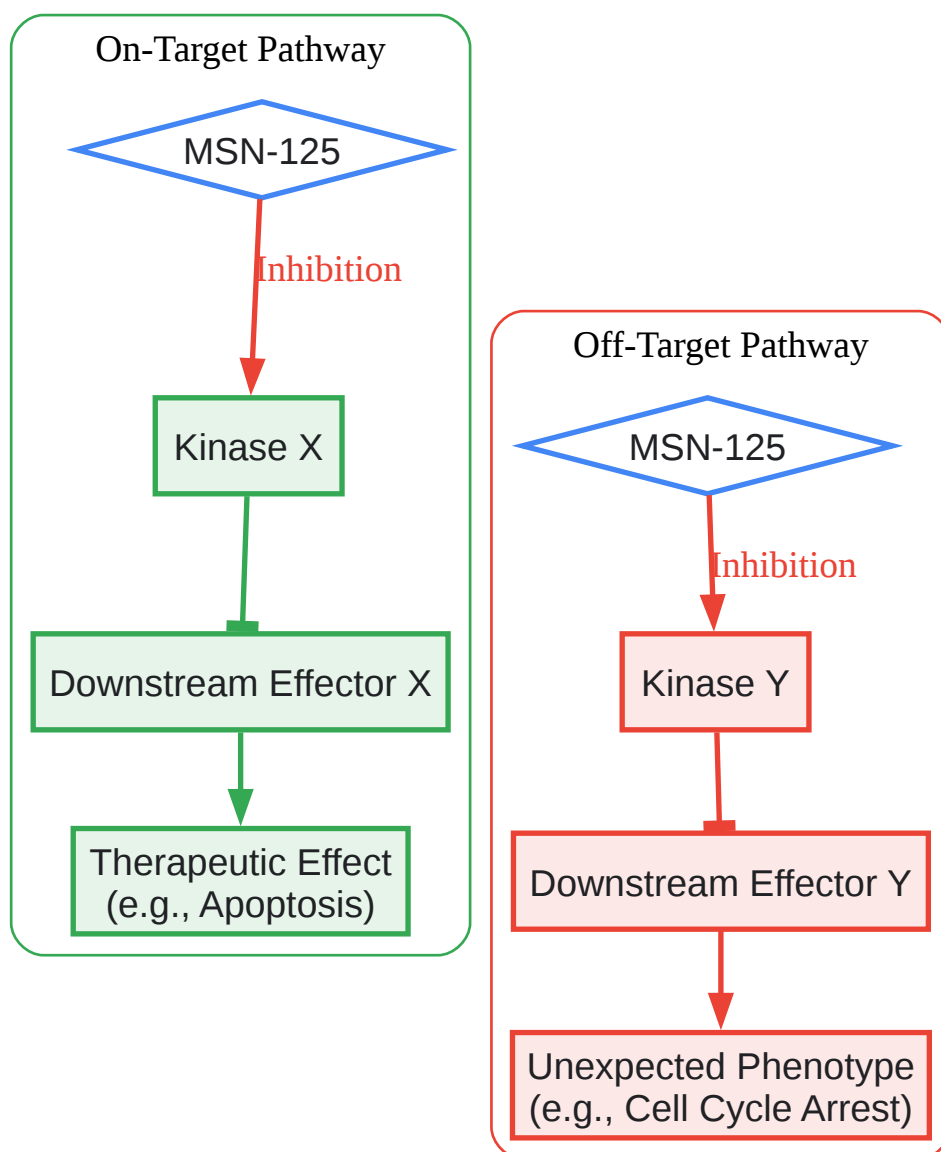 On-Target Pathway
MSN-125
Inhibition
Kinase X
Downstream Effector X
Therapeutic Effect
(e.g., Apoptosis)
Off-Target Pathway
MSN-125
Inhibition
Kinase Y
Downstream Effector Y
Unexpected Phenotype
(e.g., Cell Cycle Arrest)